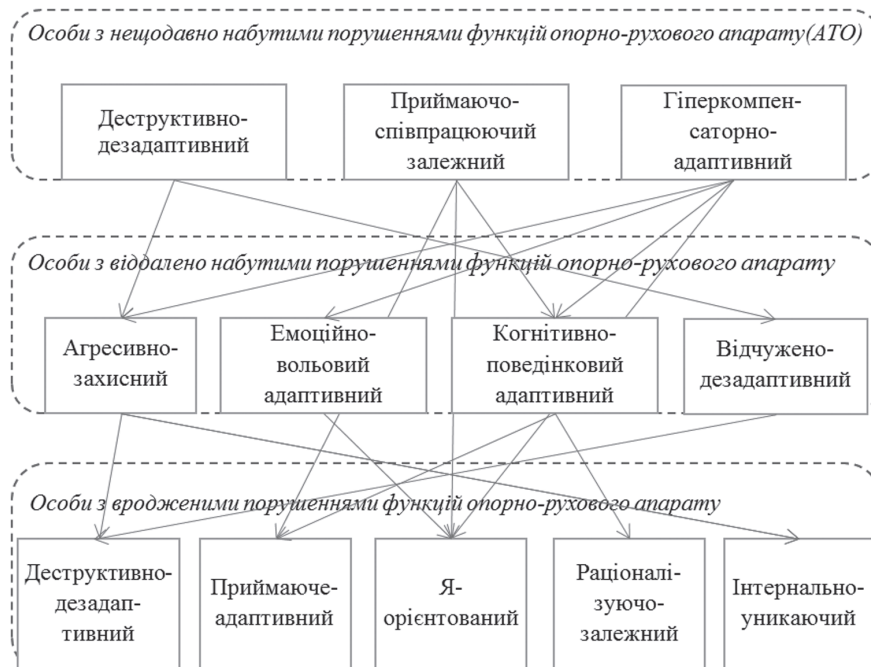 Особи з нещодавно набутими порушеннями функцій опорно-рухового апарату(АТО)
Деструктивно-
дезадаптивний
Приймаючо-
співпрацюючий
залежний
Гіперкомпен-
саторно-
адаптивний
Особи з віддалено набутими порушеннями функцій опорно-рухового апарату
Агресивно-
захисний
Емоційно-
вольовий
адаптивний
Когнітивно-
поведінковий
адаптивний
Відчужено-
дезадаптивний
Особи з вродженими порушеннями функцій опорно-рухового апарату
Деструктивно-
дезадап-
тивний
Приймаюче-
адаптивний
Я-
орієнтований
Раціоналі-
зуючо-
залежний
Інтернально-
уникаючий